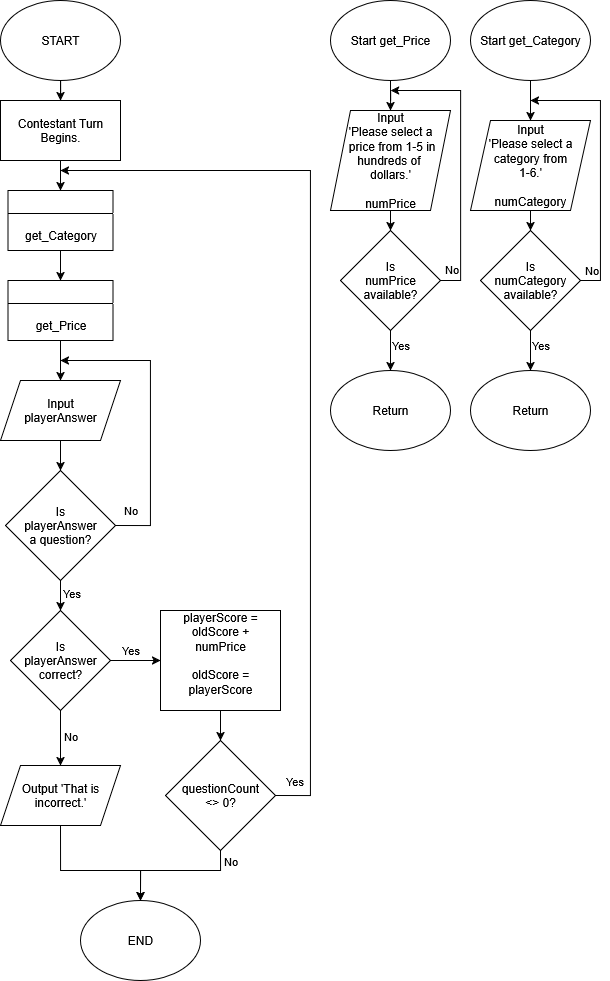 START
Contestant Turn
Begins.
get_Category
get_Price
Input
playerAnswer
Is
playerAnswer
a question?
No
Yes
Is
playerAnswer
correct?
Yes
No
Output 'That is
incorrect.'
playerScore =
oldScore +
numPrice
oldScore =
playerScore
questionCount
<> 0?
Yes
No
END
Start get_Price
Input
'Please select a
price from 1-5 in
hundreds of
dollars.'
numPrice
Is
numPrice
available?
No
Yes
Return
Start get_Category
Input
'Please select a
category from
1-6.'
numCategory
Is
numCategory
available?
No
Yes
Return